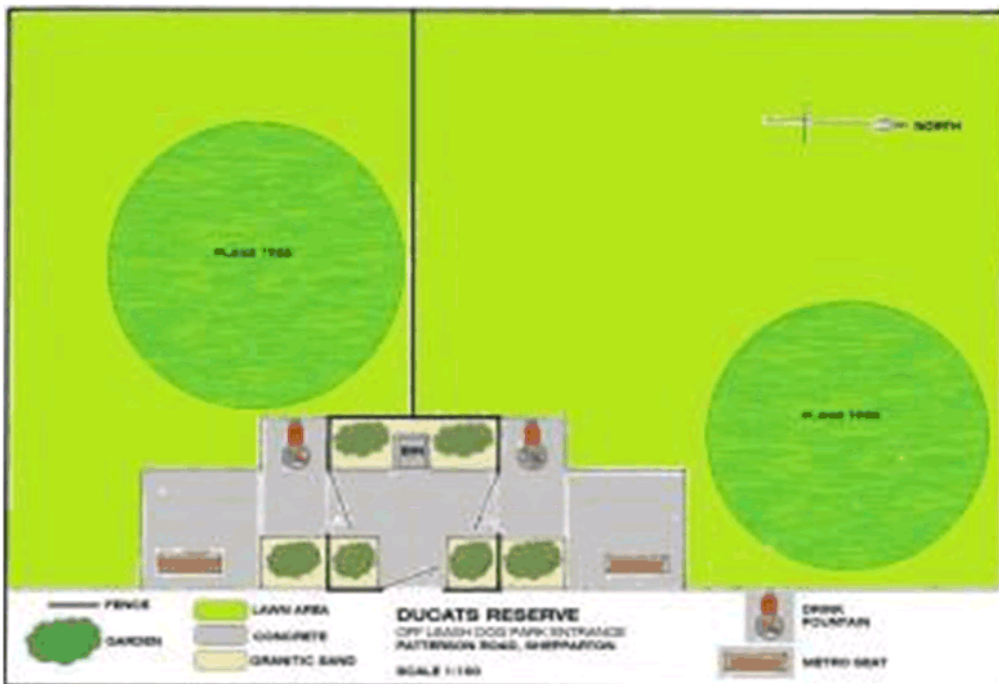 NORTH
BIN
FENCE
GARDEN
LAWN AREA
CONCRETE
GRANITIC SAND
DUCATS RESERVE
OFF LEASH DOG PARK ENTRANCE
PATTERSON ROAD, SHEPPARTON
SCALE 1:100
DRINK
FOUNTAIN
METRO SEAT